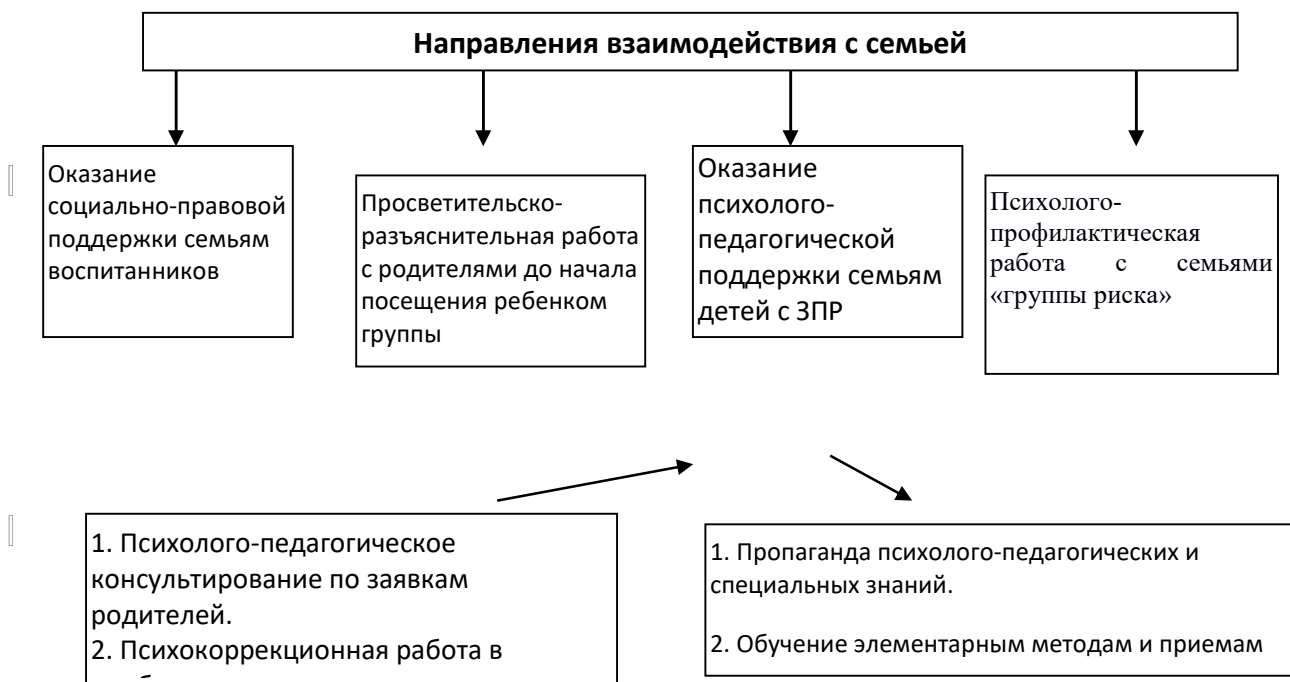 Направления взаимодействия с семьей
Оказание
социально-правовой
поддержки семьям
воспитанников
Просветительско-
разъяснительная работа
с родителями до начала
посещения ребенком
группы
Оказание
психолого-
педагогической
поддержки семьям
детей с ЗПР
Психолого-
профилактическая
работа с семьями
«группы риска»
1. Психолого-педагогическое
консультирование по заявкам
родителей.
2. Психокоррекционная работа в
1. Пропаганда психолого-педагогических и
специальных знаний.
2. Обучение элементарным методам и приемам